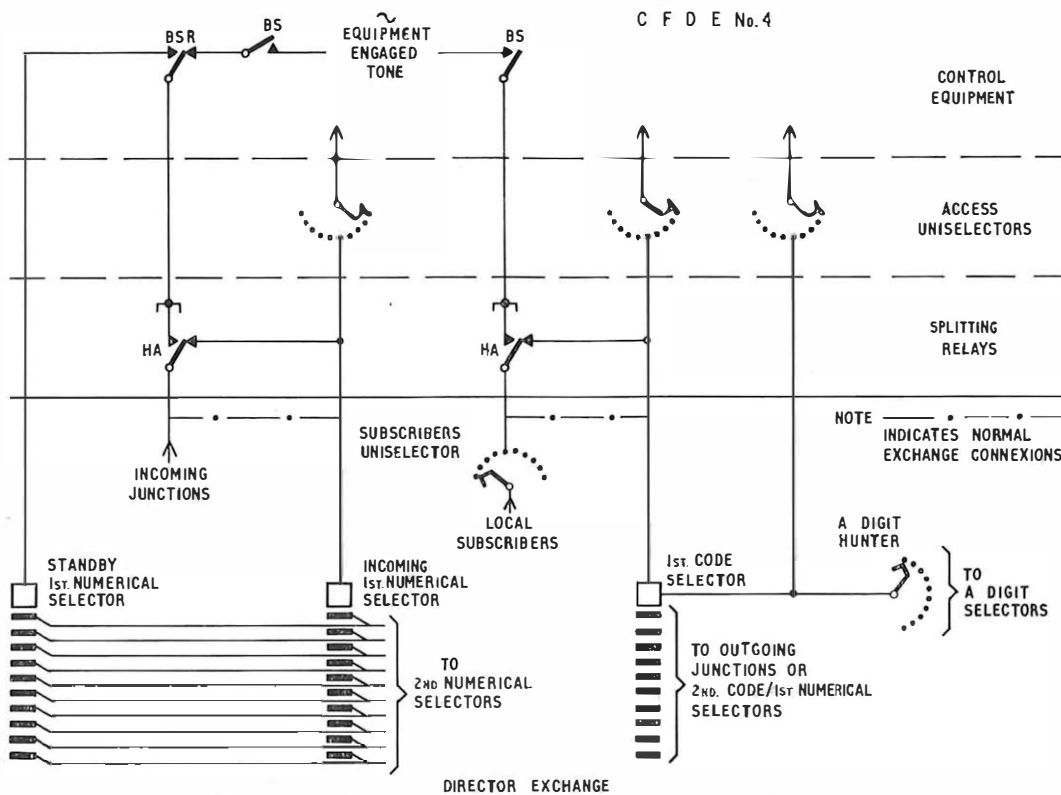 C F D E No. 4
BSR
BS
~
EQUIPMENT
ENGAGED
TONE
BS
CONTROL
EQUIPMENT
ACCESS
UNISELECTORS
SPLITTING
RELAYS
HA
HA
NOTE
INDICATES NORMAL
EXCHANGE CONNEXIONS
SUBSCRIBERS
UNISELECTOR
INCOMING
JUNCTIONS
LOCAL
SUBSCRIBERS
A DIGIT
HUNTER
TO
A DIGIT
SELECTORS
STANDBY
1ST. NUMERICAL
SELECTOR
INCOMING
1ST. NUMERICAL
SELECTOR
1ST. CODE
SELECTOR
TO
2ND NUMERICAL
SELECTORS
TO OUTGOING
JUNCTIONS OR
2ND. CODE/1ST NUMERICAL
SELECTORS
DIRECTOR EXCHANGE